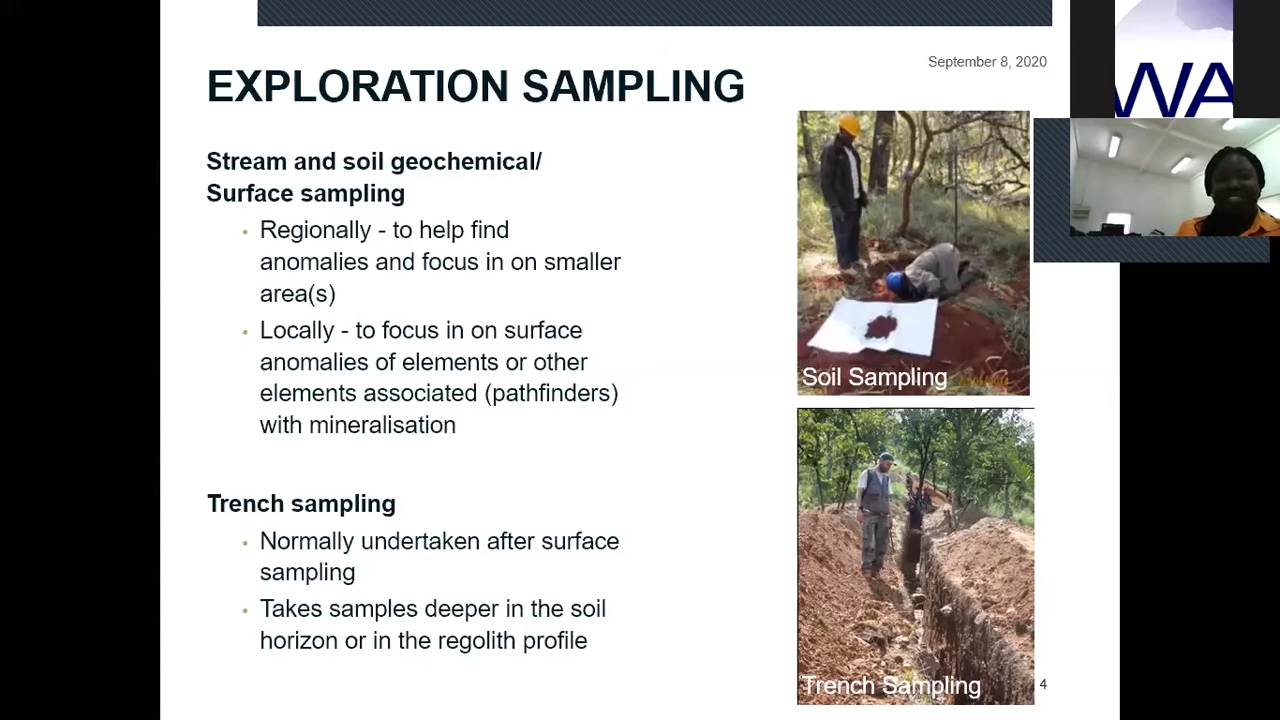 September 8, 2020
EXPLORATION SAMPLING
Stream and soil geochemical/
Surface sampling
Regionally - to help find
anomalies and focus in on smaller
area(s)
Locally - to focus in on surface
anomalies of elements or other
elements associated (pathfinders)
with mineralisation
Trench sampling
Normally undertaken after surface
sampling
Takes samples deeper in the soil
horizon or in the regolith profile
Soil Sampling
Trench Sampling
4
WA